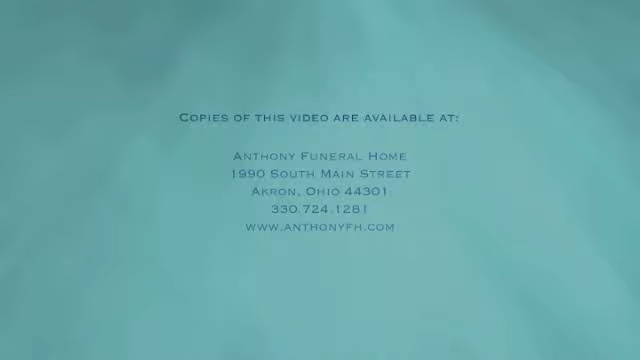 Copies of this video are available at:
Anthony Funeral Home
1990 South Main Street
Akron, Ohio 44301
330.724.1281
www.anthonyfh.com